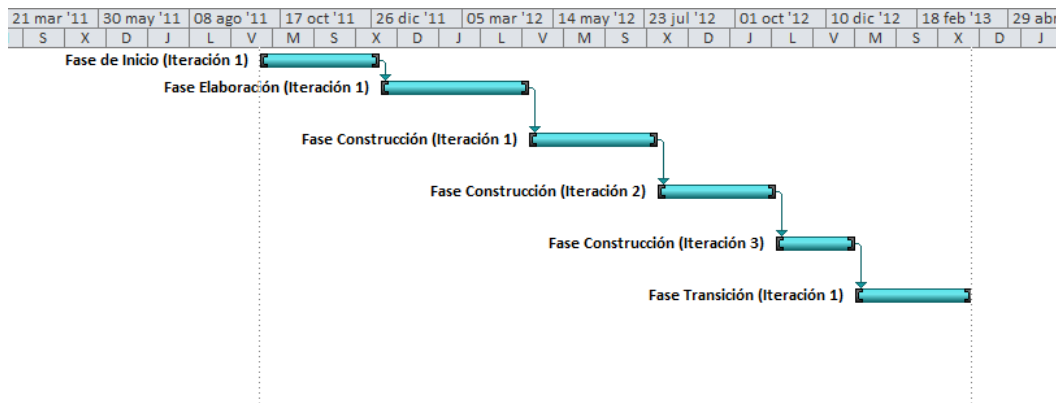 21 mar '11 30 may '11 08 ago '11 17 oct '11 26 dic '11 05 mar '12 14 may '12 23 jul '12 01 oct '12 10 dic '12 18 feb '13 29 abr
S X D J L V M S X D J L V M S X D J L V M S X D J
Fase de Inicio (Iteración 1)
Fase Elaboración (Iteración 1)
Fase Construcción (Iteración 1)
Fase Construcción (Iteración 2)
Fase Construcción (Iteración 3)
Fase Transición (Iteración 1)